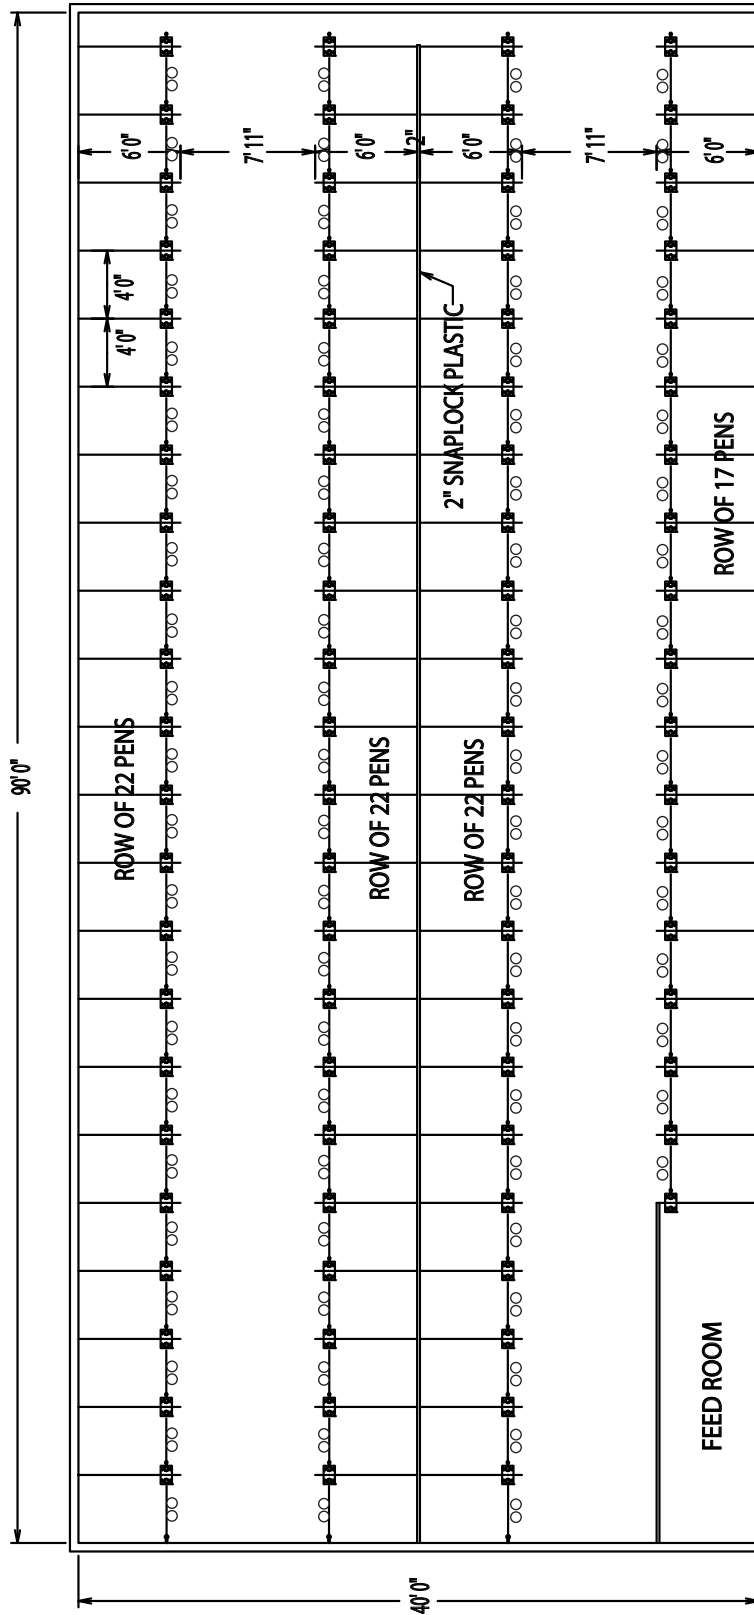 90'0"
6'0"
7'11"
6'0"
2"
6'0"
7'11"
6'0"
4'0"
4'0"
2" SNAPLOCK PLASTIC
ROW OF 17 PENS
ROW OF 22 PENS
ROW OF 22 PENS
ROW OF 22 PENS
FEED ROOM
40'0"